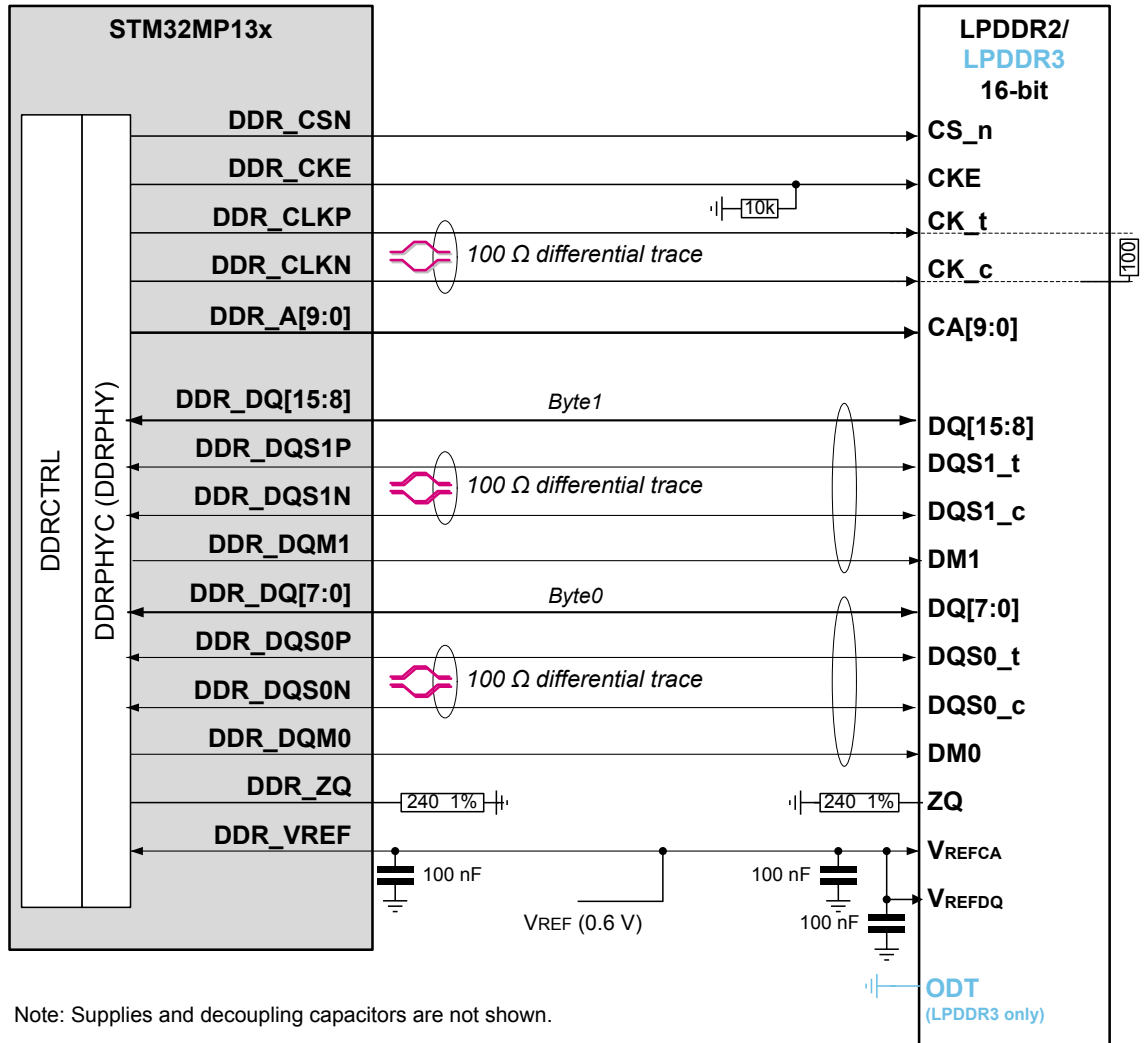 STM32MP13x
LPDDR2/
LPDDR3
16-bit
DDRCTRL
DDRPHYC (DDRPHY)
DDR_CSN
CS_n
DDR_CKE
CKE
10k
DDR_CLKP
CK_t
100 Ω differential trace
100
DDR_CLKN
CK_c
DDR_A[9:0]
CA[9:0]
DDR_DQ[15:8]
Byte1
DQ[15:8]
DDR_DQS1P
DQS1_t
100 Ω differential trace
DDR_DQS1N
DQS1_c
DDR_DQM1
DM1
DDR_DQ[7:0]
Byte0
DQ[7:0]
DDR_DQS0P
DQS0_t
100 Ω differential trace
DDR_DQS0N
DQS0_c
DDR_DQM0
DM0
DDR_ZQ
240 1%
240 1%
ZQ
DDR_VREF
VREFCA
100 nF
100 nF
VREFDQ
VREF (0.6 V)
100 nF
ODT
(LPDDR3 only)
Note: Supplies and decoupling capacitors are not shown.